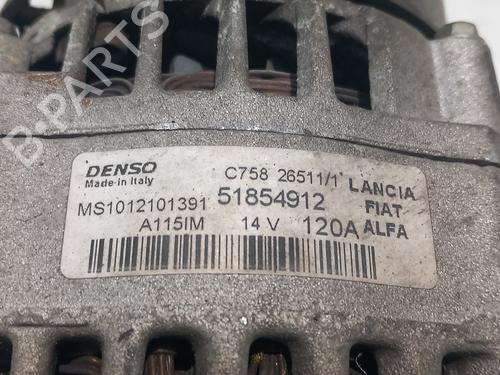 B-PARTS
DENSO
Made in Italy
C758 26511/1
LANCIA
MS1012101391
51854912
FIAT
A115IM
14 V
120A
ALFA